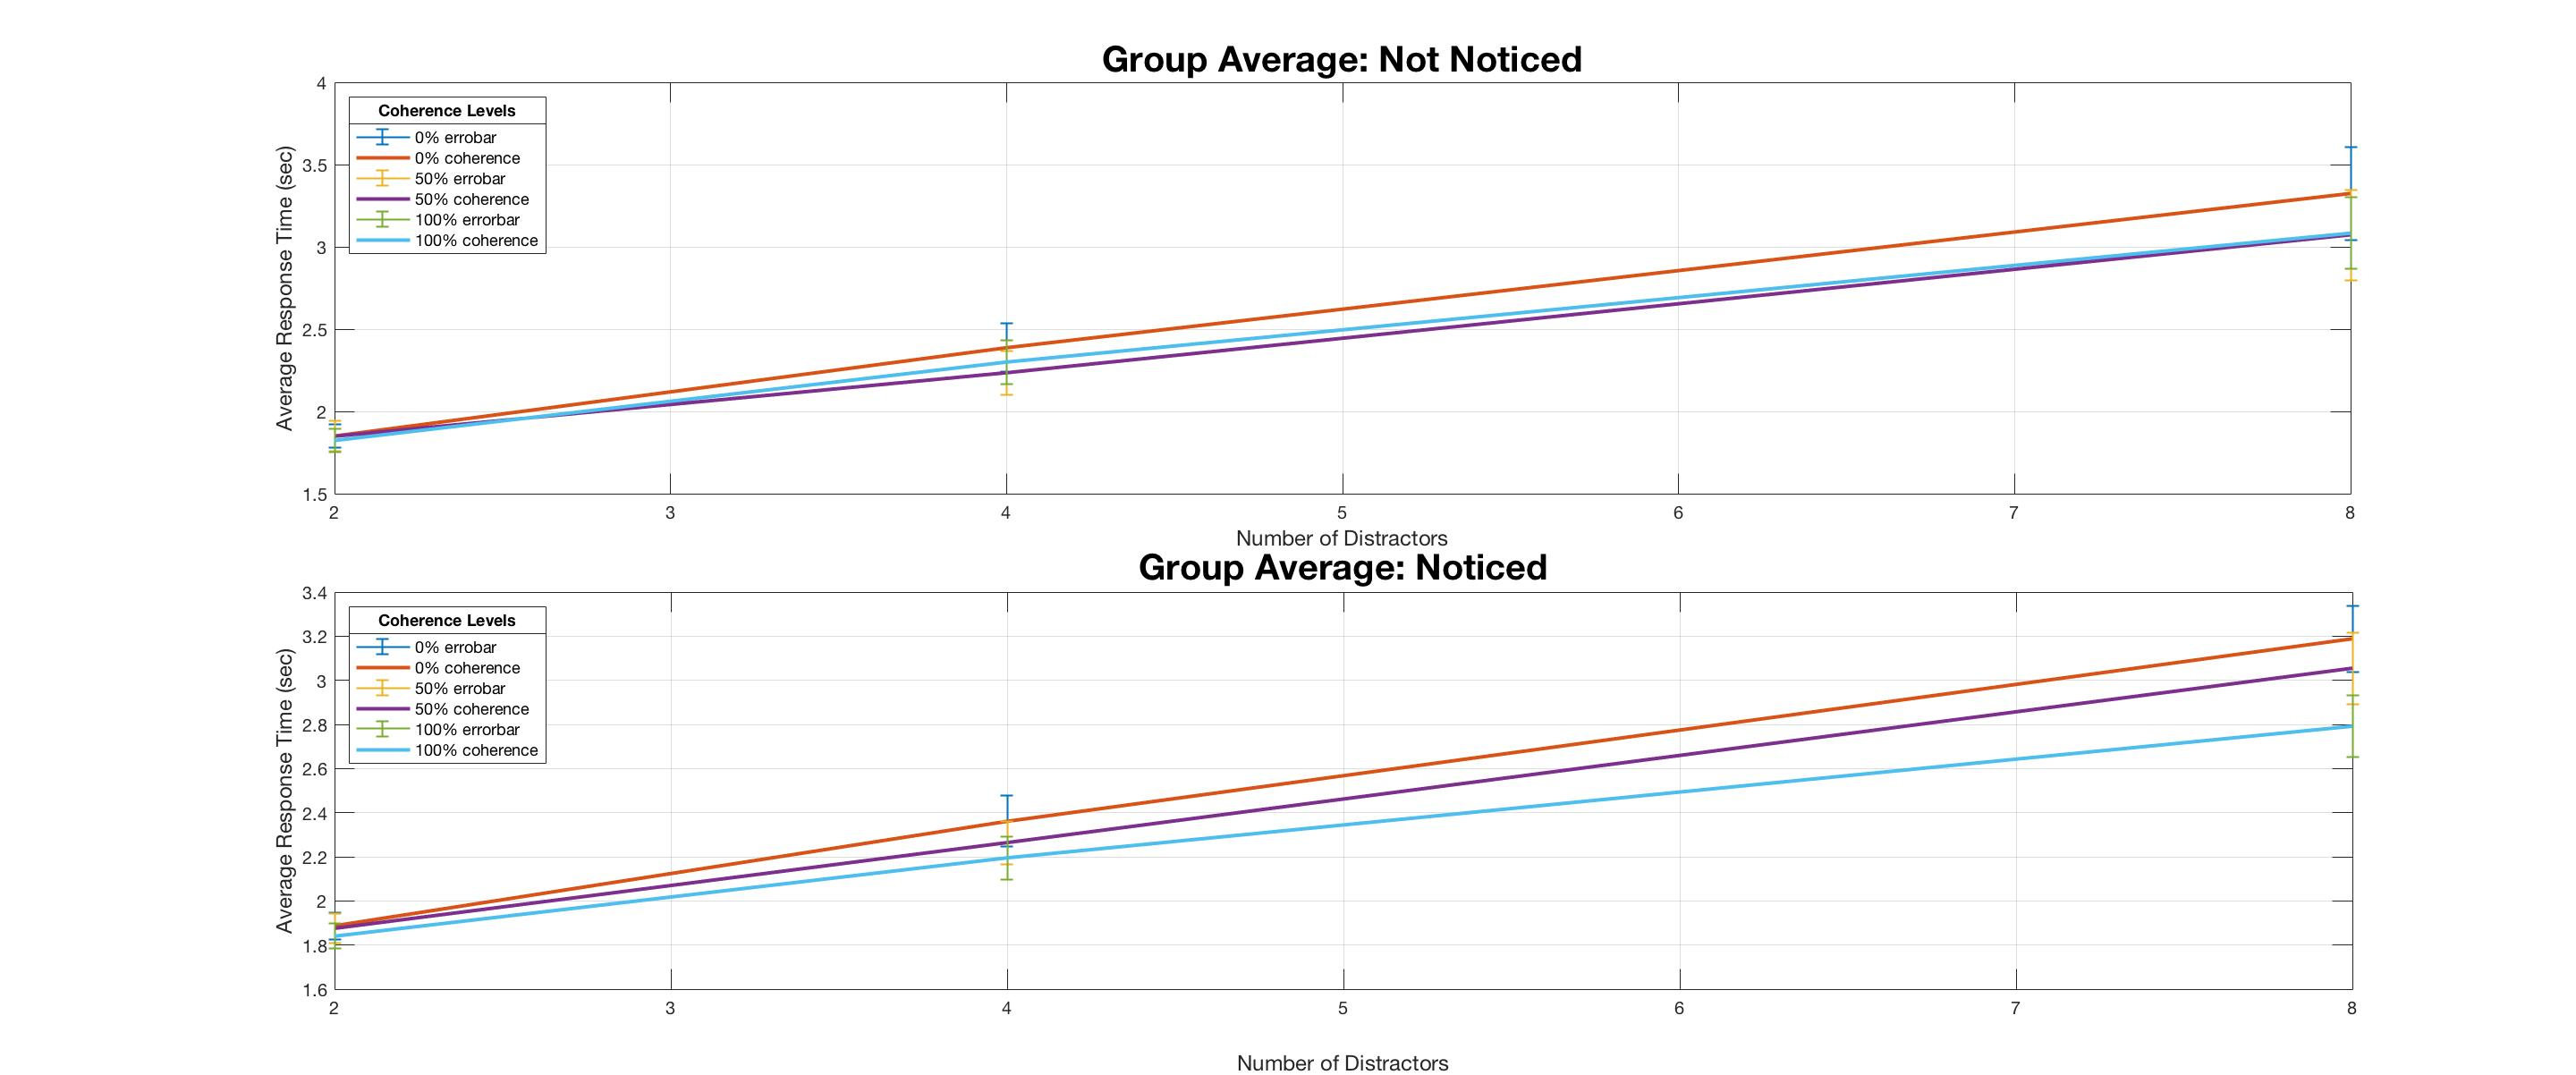 Group Average: Not Noticed
4
3.5
3
2.5
2
1.5
Average Response Time (sec)
Coherence Levels
0% errobar
0% coherence
50% errobar
50% coherence
100% errorbar
100% coherence
2 3 4 5 6 7 8
Number of Distractors
Group Average: Noticed
3.4
3.2
3
2.8
2.6
2.4
2.2
2
1.8
1.6
Average Response Time (sec)
Coherence Levels
0% errobar
0% coherence
50% errobar
50% coherence
100% errorbar
100% coherence
2 3 4 5 6 7 8
Number of Distractors